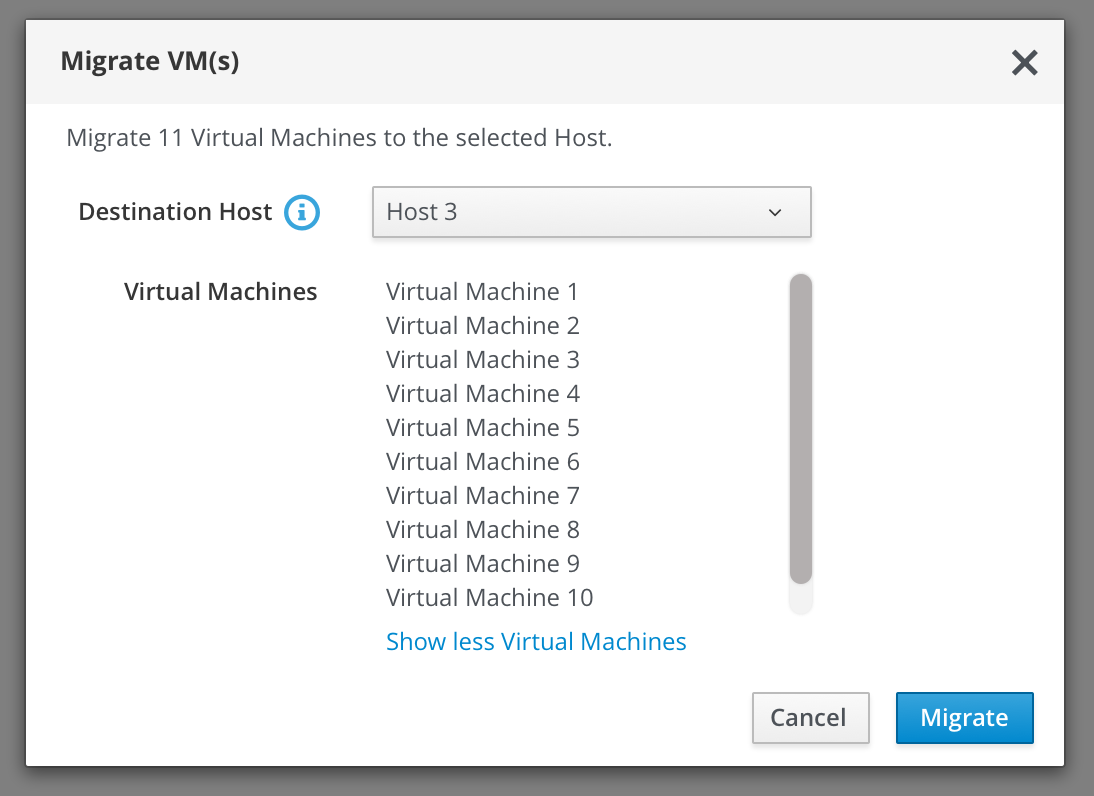 Migrate VM(s)
Migrate 11 Virtual Machines to the selected Host.
Destination Host
Host 3
Virtual Machines
Virtual Machine 1
Virtual Machine 2
Virtual Machine 3
Virtual Machine 4
Virtual Machine 5
Virtual Machine 6
Virtual Machine 7
Virtual Machine 8
Virtual Machine 9
Virtual Machine 10
Show less Virtual Machines
Cancel
Migrate